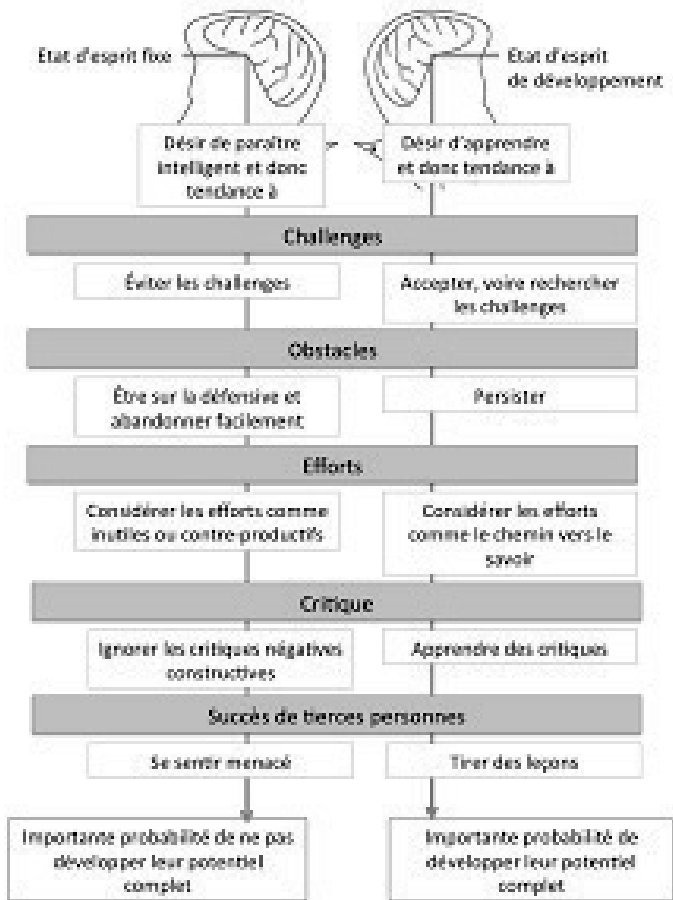 Etat d'esprit fixe
Etat d'esprit
de développement
Désir de paraître
intelligent et donc
tendance à
Désir d'apprendre
et donc tendance à
Challenges
Éviter les challenges
Accepter, voire rechercher
les challenges
Obstacles
Être sur la défensive et
abandonner facilement
Persister
Efforts
Considérer les efforts comme
inutiles ou contre-productifs
Considérer les efforts
comme le chemin vers le
savoir
Critique
Ignorer les critiques négatives
constructives
Apprendre des critiques
Succès de tierces personnes
Se sentir menacé
Tirer des leçons
Importante probabilité de ne pas
développer leur potentiel
complet
Importante probabilité de
développer leur potentiel
complet